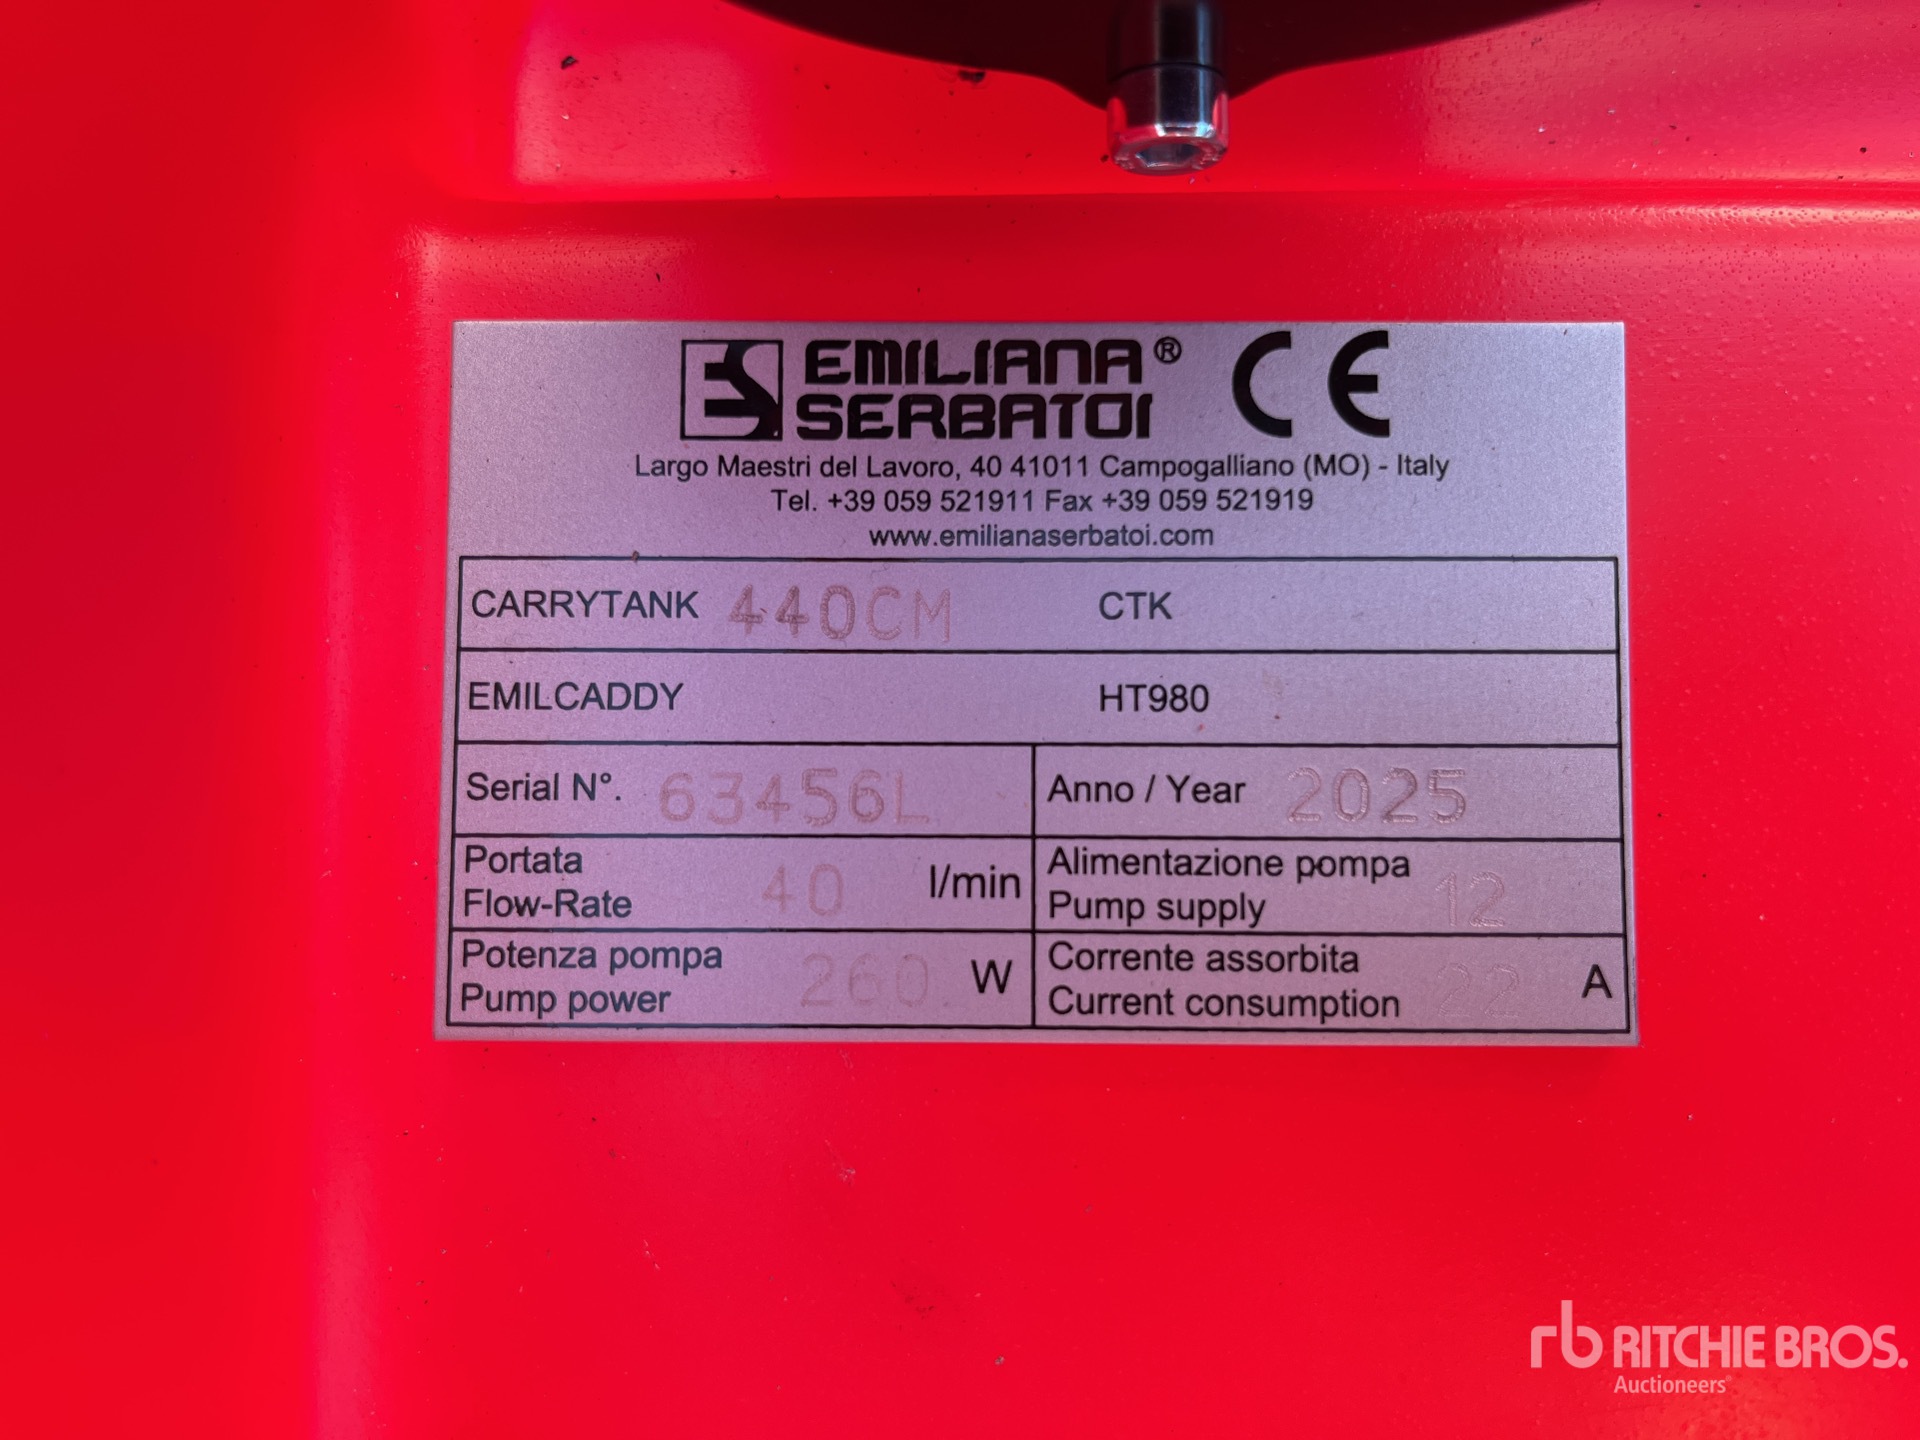 ES EMILIANA® CE
SERBATOI
Largo Maestri del Lavoro, 40 41011 Campogalliano (MO) - Italy
Tel. +39 059 521911 Fax +39 059 521919
www.emilianaserbatoi.com
CARRYTANK 440CM CTK
EMILCADDY HT980
Serial N°. 63456L Anno / Year 2025
Portata
Flow-Rate 40 l/min
Alimentazione pompa
Pump supply 12
Potenza pompa
Pump power 260 W
Corrente assorbita
Current consumption 22 A
rb RITCHIE BROS.
Auctioneers